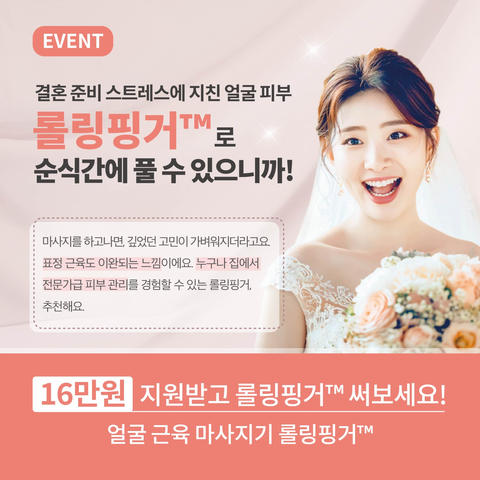 EVENT
결혼 준비 스트레스에 지친 얼굴 피부
롤링핑거™로
순식간에 풀 수 있으니까!
마사지를 하고나면, 깊었던 고민이 가벼워지더라고요.
표정 근육도 이완되는 느낌이에요. 누구나 집에서
전문가급 피부 관리를 경험할 수 있는 롤링핑거,
추천해요.
16만원 지원받고 롤링핑거™ 써보세요!
얼굴 근육 마사지기 롤링핑거™